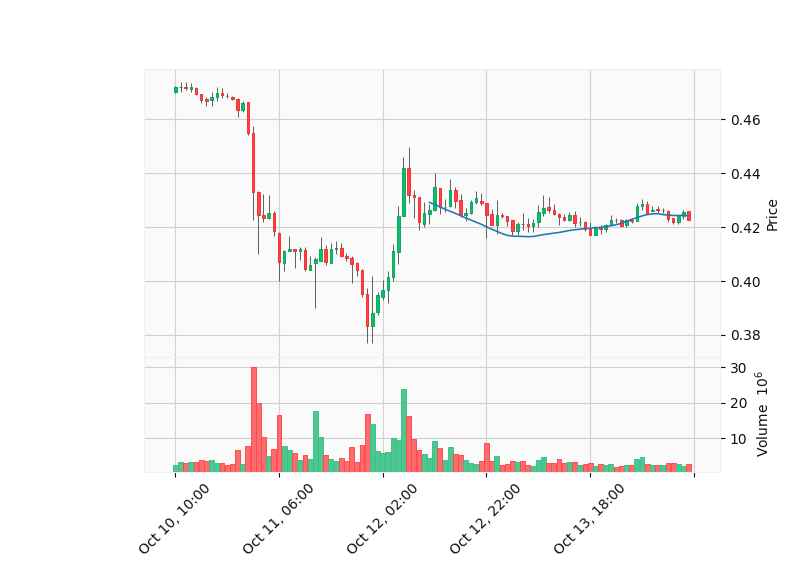 0.46
0.44
0.42
0.40
0.38
Price
30
20
10
Volume 10^6
Oct 10, 10:00
Oct 11, 06:00
Oct 12, 02:00
Oct 12, 22:00
Oct 13, 18:00